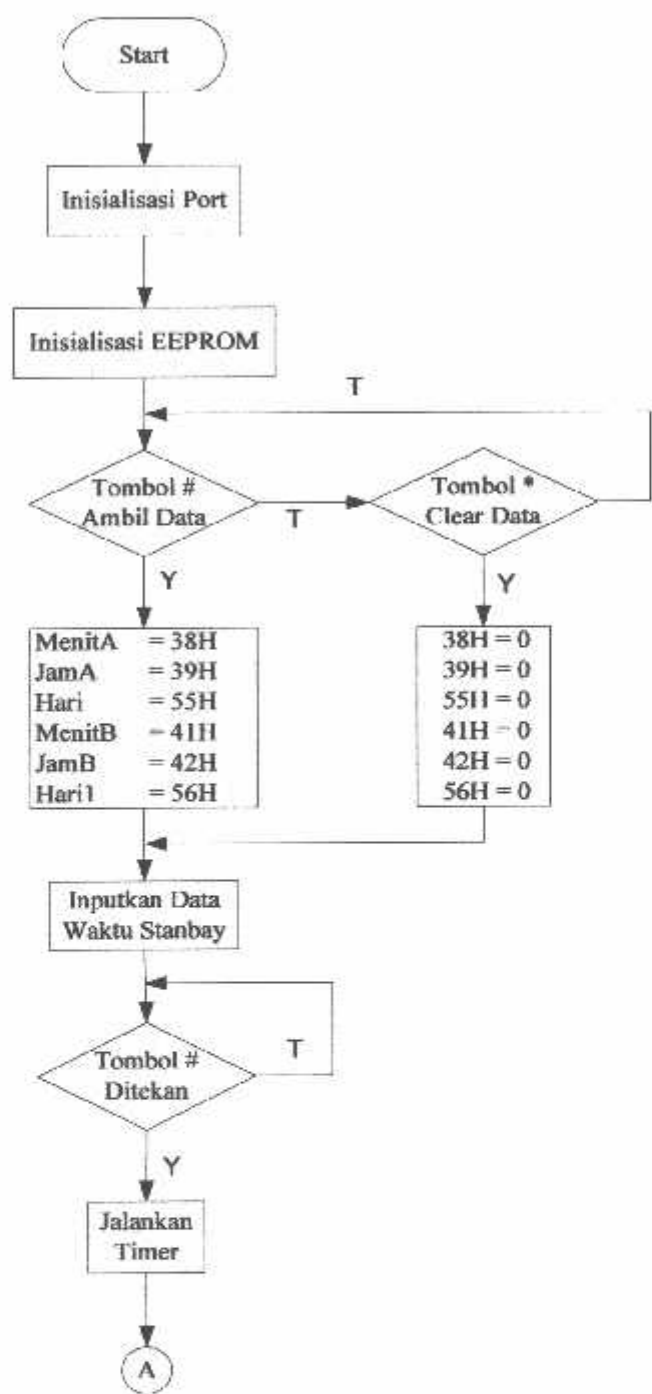 Start
Inisialisasi Port
Inisialisasi EEPROM
T
Tombol #
Ambil Data
T
Tombol *
Clear Data
Y
Y
MenitA = 38H
JamA = 39H
Hari = 55H
MenitB = 41H
JamB = 42H
Hari1 = 56H
38H = 0
39H = 0
55H = 0
41H = 0
42H = 0
56H = 0
Inputkan Data
Waktu Stanbay
Tombol #
Ditekan
T
Y
Jalankan
Timer
A